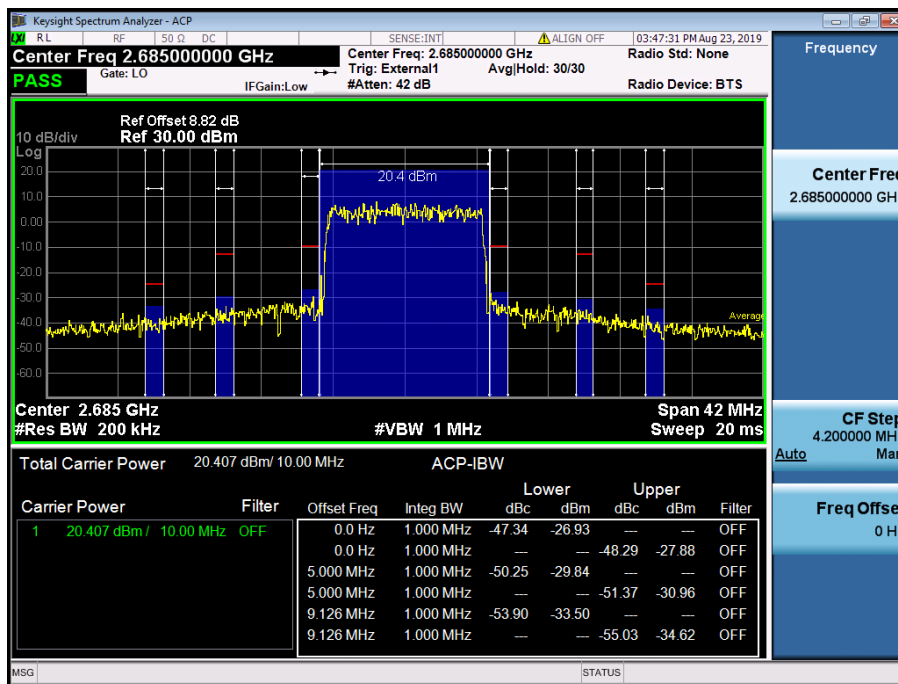 Keysight Spectrum Analyzer - ACP
LXI RL RF 50 Ω DC SENSE:INT ALIGN OFF 03:47:31 PM Aug 23, 2019
Center Freq 2.685000000 GHz Center Freq: 2.685000000 GHz Radio Std: None
Gate: LO Trig: External1 Avg|Hold: 30/30
PASS IFGain:Low #Atten: 42 dB Radio Device: BTS
Ref Offset 8.82 dB
10 dB/div Ref 30.00 dBm
Log
20.0
10.0
0.00
-10.0
-20.0
-30.0
-40.0
-50.0
-60.0
20.4 dBm
Average
Center 2.685 GHz Span 42 MHz
#Res BW 200 kHz #VBW 1 MHz Sweep 20 ms
Total Carrier Power 20.407 dBm/ 10.00 MHz ACP-IBW
Lower Upper
Carrier Power Filter Offset Freq Integ BW dBc dBm dBc dBm Filter
1 20.407 dBm / 10.00 MHz OFF 0.0 Hz 1.000 MHz -47.34 -26.93 --- --- OFF
0.0 Hz 1.000 MHz --- --- -48.29 -27.88 OFF
5.000 MHz 1.000 MHz -50.25 -29.84 --- --- OFF
5.000 MHz 1.000 MHz --- --- -51.37 -30.96 OFF
9.126 MHz 1.000 MHz -53.90 -33.50 --- --- OFF
9.126 MHz 1.000 MHz --- --- -55.03 -34.62 OFF
MSG STATUS
Frequency
Center Fre
2.685000000 GH
CF Step
4.200000 MH
Auto Ma
Freq Offse
0 H